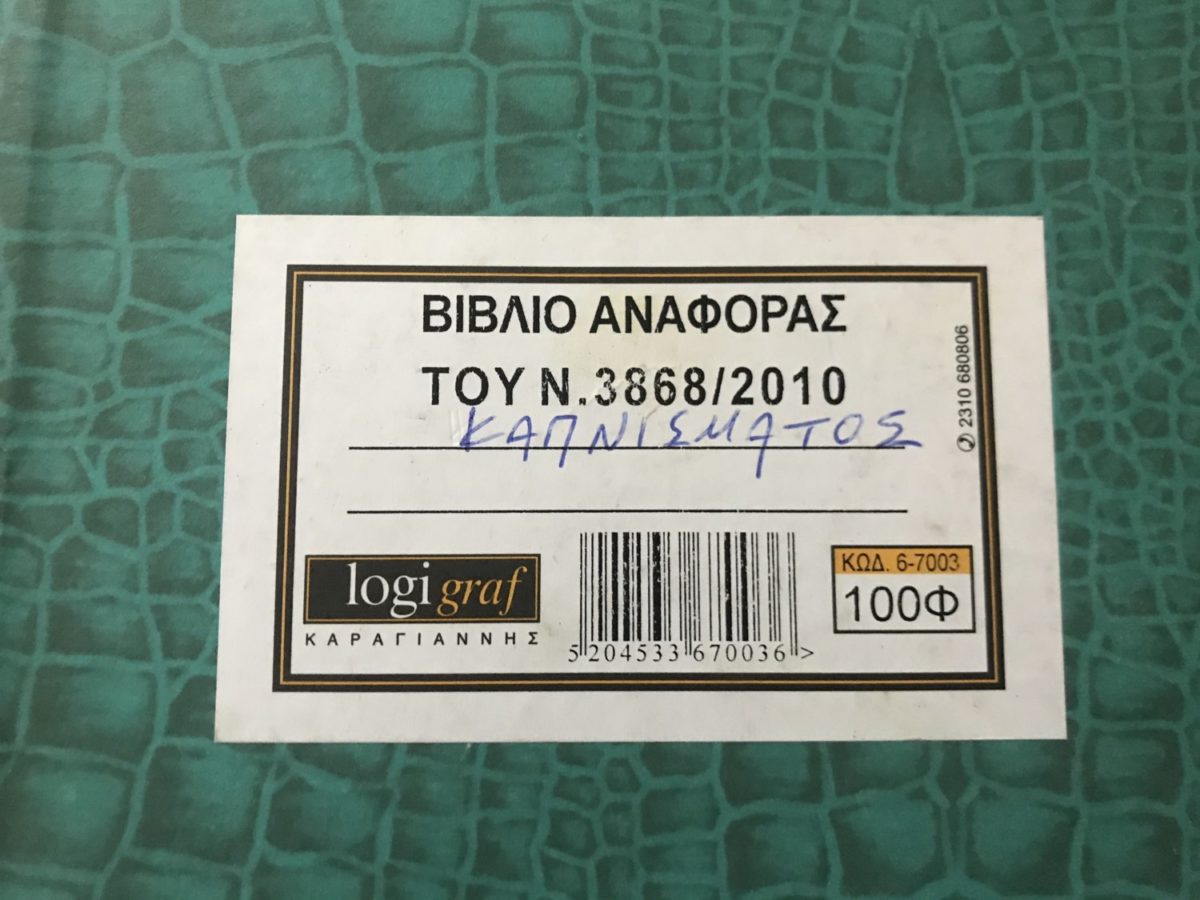 ΒΙΒΛΙΟ ΑΝΑΦΟΡΑΣ
ΤΟΥ Ν.3868/2010
ΚΑΠΝΙΣΜΑΤΟΣ
2310 680806
logi graf
ΚΑΡΑΓΙΑΝΝΗΣ
5 204533 670036 >
ΚΩΔ. 6-7003
100Φ